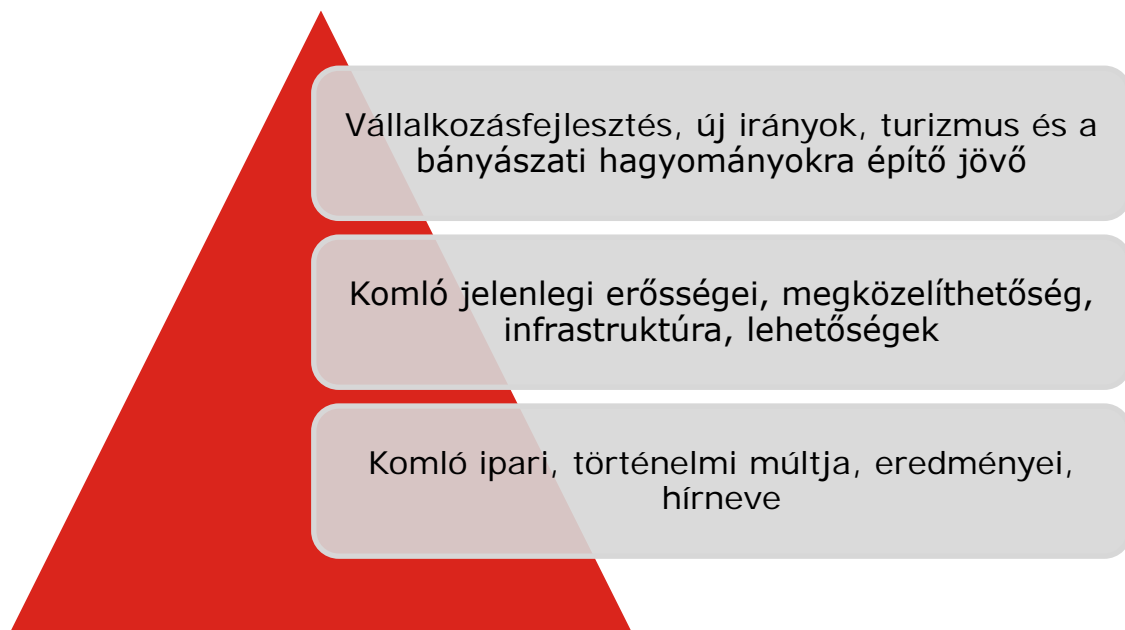 Vállalkozásfejlesztés, új irányok, turizmus és a
bányászati hagyományokra építő jövő
Komló jelenlegi erősségei, megközelíthetőség,
infrastruktúra, lehetőségek
Komló ipari, történelmi múltja, eredményei,
hírneve